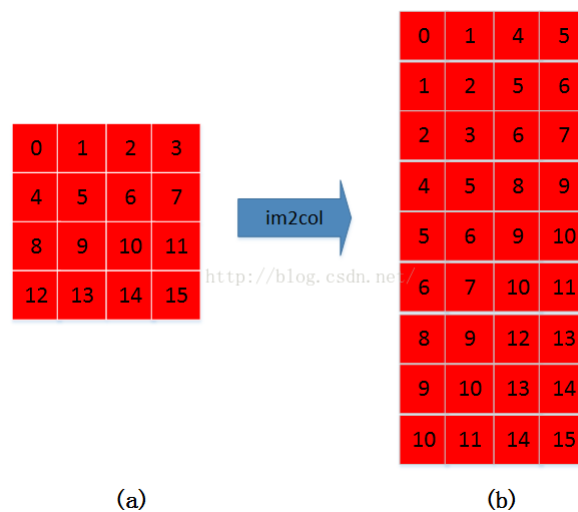 0 1 2 3
4 5 6 7
8 9 10 11
12 13 14 15
(a)
im2col
http://blog.csdn.net/
0 1 4 5
1 2 5 6
2 3 6 7
4 5 8 9
5 6 9 10
6 7 10 11
8 9 12 13
9 10 13 14
10 11 14 15
(b)